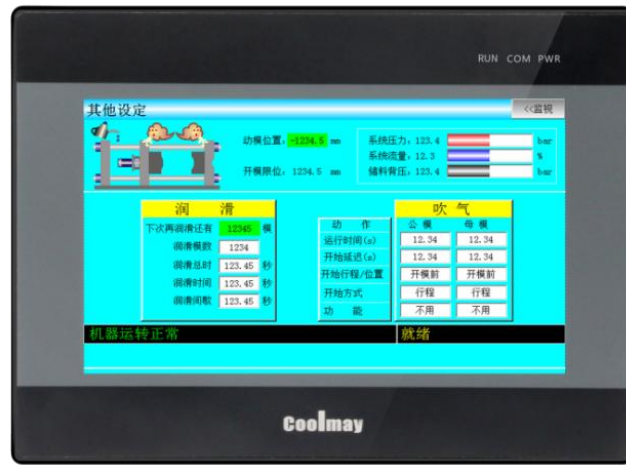 RUN COM PWR
其他设定
<<监视
动模位置: -1234.5 mm
系统压力: 123.4 bar
系统流量: 12.3 %
开模限位: 1234.5 mm
储料背压: 123.4 bar
润 滑
下次再润滑还有 12345 模
润滑模数 1234
润滑总时 123.45 秒
润滑时间 123.45 秒
润滑间歇 123.45 秒
吹 气
动 作 公 模 母 模
运行时间(s) 12.34 12.34
开始延迟(s) 12.34 12.34
开始行程/位置 开模前 开模前
开始方式 行程 行程
功 能 不用 不用
机器运转正常
就绪
Coolmay